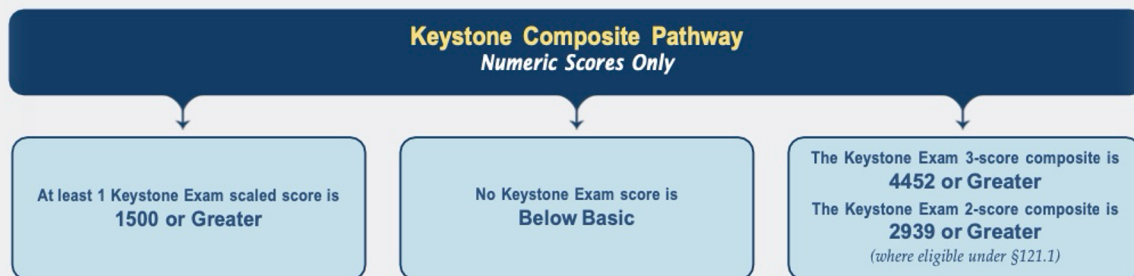 Keystone Composite Pathway
Numeric Scores Only
At least 1 Keystone Exam scaled score is
1500 or Greater
No Keystone Exam score is
Below Basic
The Keystone Exam 3-score composite is
4452 or Greater
The Keystone Exam 2-score composite is
2939 or Greater
(where eligible under §121.1)